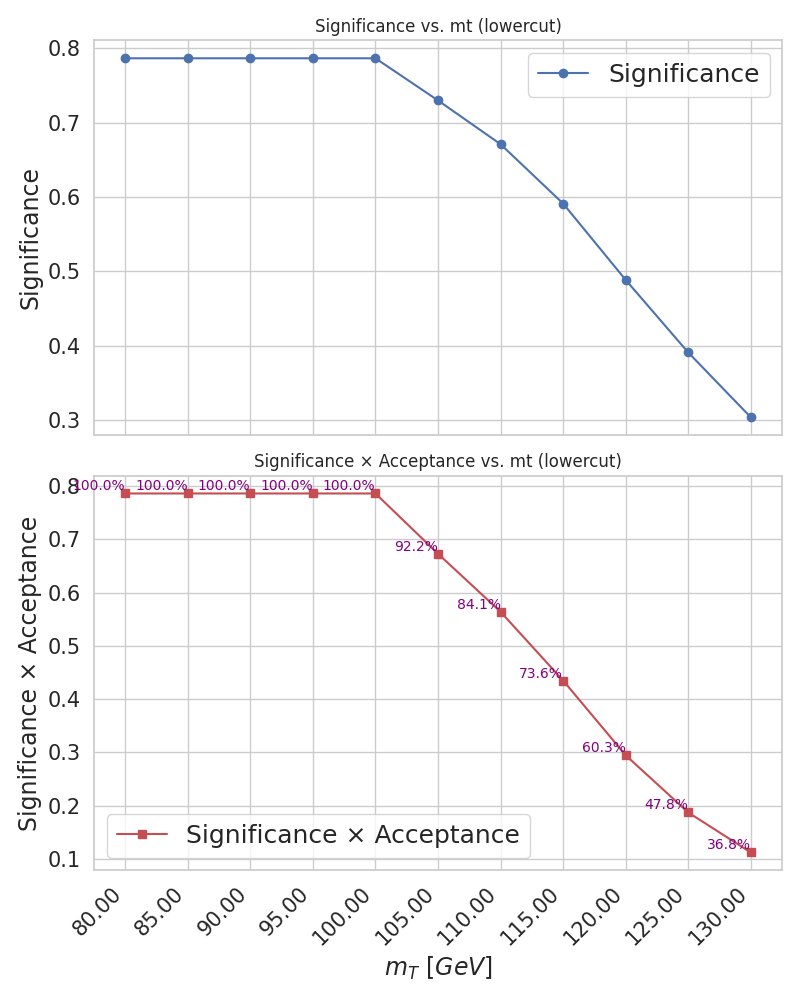 Significance vs. mt (lowercut)
0.8
0.7
0.6
0.5
0.4
0.3
Significance
Significance
Significance × Acceptance vs. mt (lowercut)
0.8
0.7
0.6
0.5
0.4
0.3
0.2
0.1
Significance × Acceptance
100.0% 100.0% 100.0% 100.0% 100.0%
92.2%
84.1%
73.6%
60.3%
47.8%
36.8%
Significance × Acceptance
80.00 85.00 90.00 95.00 100.00 105.00 110.00 115.00 120.00 125.00 130.00
m_T [GeV]